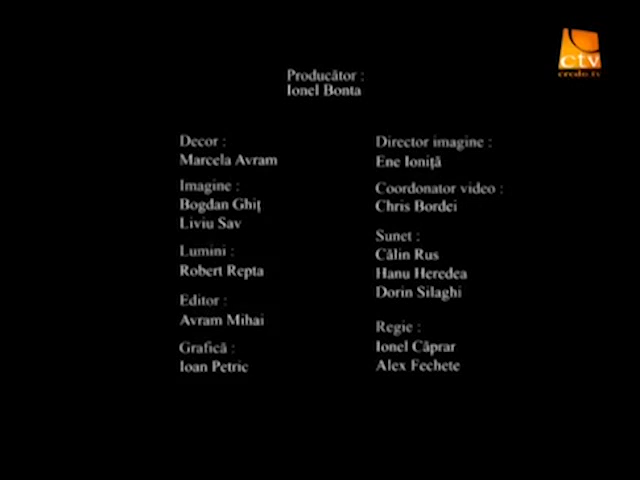 ctv
credo.tv
Producător :
Ionel Bonta
Decor :
Marcela Avram
Imagine :
Bogdan Ghiț
Liviu Sav
Lumini :
Robert Repta
Editor :
Avram Mihai
Grafică :
Ioan Petric
Director imagine :
Ene Ioniță
Coordonator video :
Chris Bordei
Sunet :
Călin Rus
Hanu Heredea
Dorin Silaghi
Regie :
Ionel Căprar
Alex Fechete